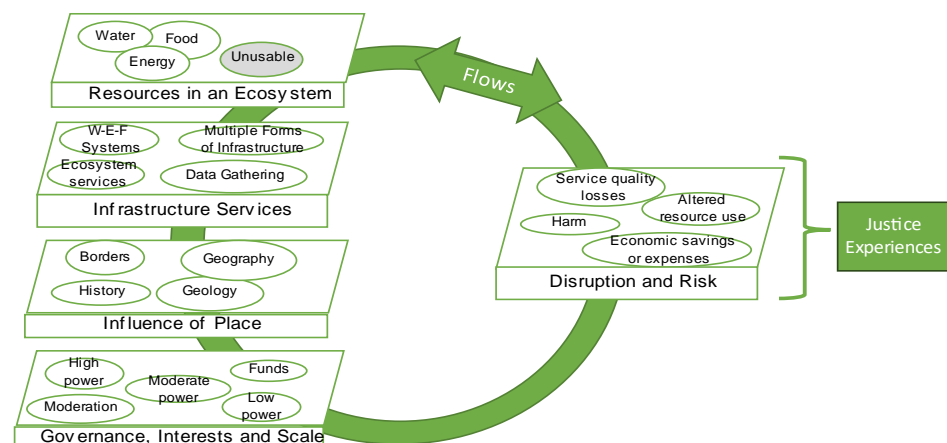 Water
Food
Energy
Unusable
Resources in an Ecosystem
Flows
W-E-F
Systems
Multiple Forms
of Infrastructure
Ecosystem
services
Data Gathering
Infrastructure Services
Borders
Geography
History
Geology
Influence of Place
High
power
Moderate
power
Funds
Moderation
Low
power
Governance, Interests and Scale
Service quality
losses
Altered
resource use
Harm
Economic savings
or expenses
Disruption and Risk
Justice
Experiences